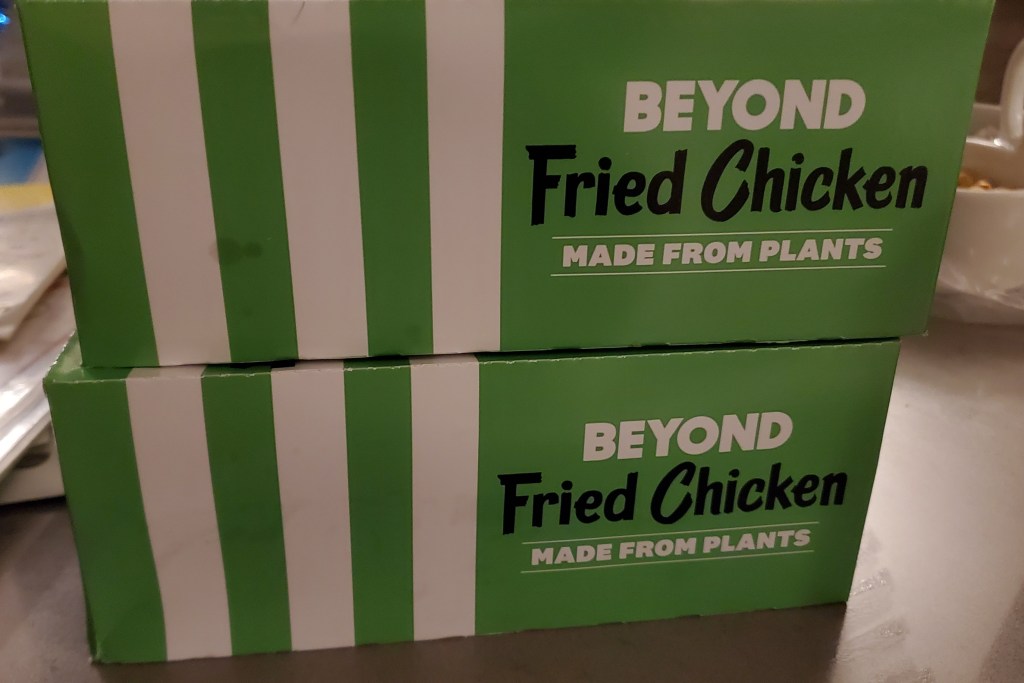 BEYOND
Fried Chicken
MADE FROM PLANTS
BEYOND
Fried Chicken
MADE FROM PLANTS